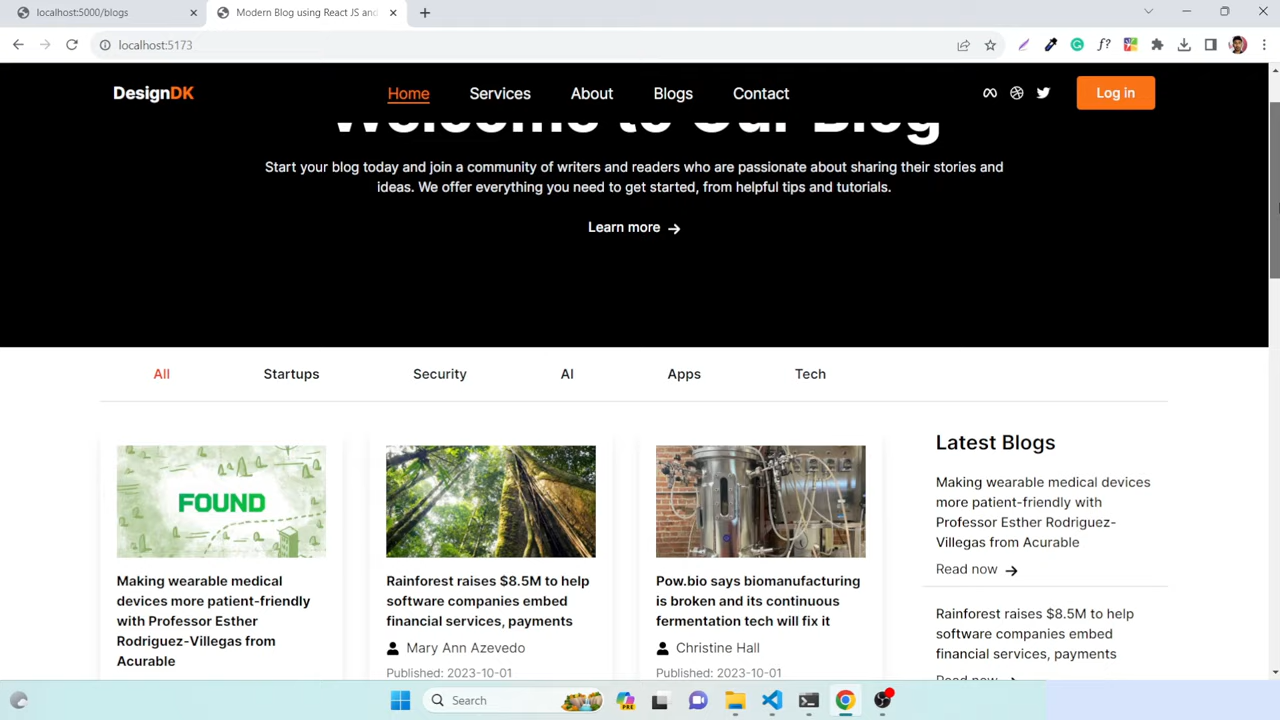 localhost:5000/blogs
Modern Blog using React JS and
localhost:5173
DesignDK
Home
Services
About
Blogs
Contact
Log in
Welcome to Our Blog
Start your blog today and join a community of writers and readers who are passionate about sharing their stories and
ideas. We offer everything you need to get started, from helpful tips and tutorials.
Learn more
All
Startups
Security
AI
Apps
Tech
FOUND
Making wearable medical
devices more patient-friendly
with Professor Esther
Rodriguez-Villegas from
Acurable
Rainforest raises $8.5M to help
software companies embed
financial services, payments
Mary Ann Azevedo
Published: 2023-10-01
Pow.bio says biomanufacturing
is broken and its continuous
fermentation tech will fix it
Christine Hall
Published: 2023-10-01
Latest Blogs
Making wearable medical devices
more patient-friendly with
Professor Esther Rodriguez-
Villegas from Acurable
Read now
Rainforest raises $8.5M to help
software companies embed
financial services, payments
Read now
Search
PRE